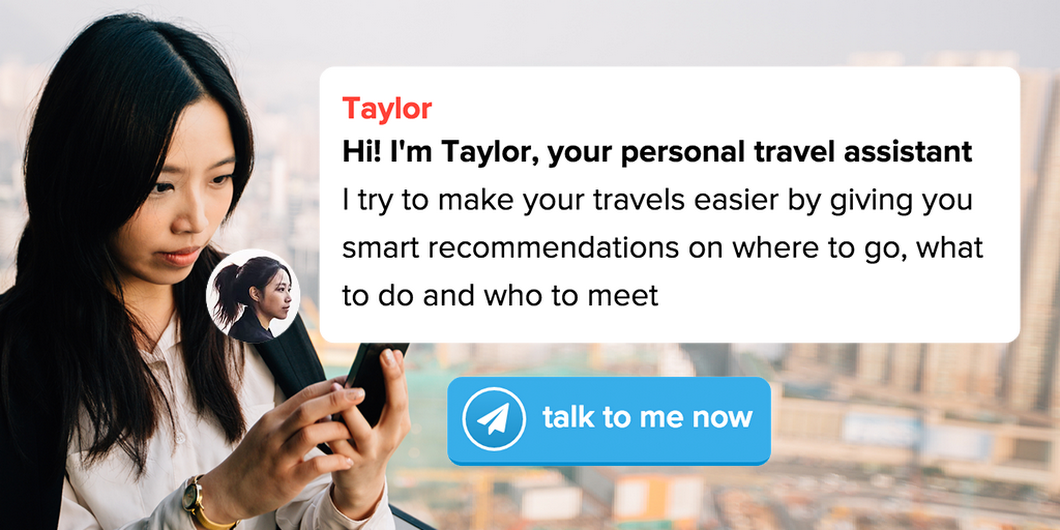 Taylor
Hi! I'm Taylor, your personal travel assistant
I try to make your travels easier by giving you
smart recommendations on where to go, what
to do and who to meet
talk to me now